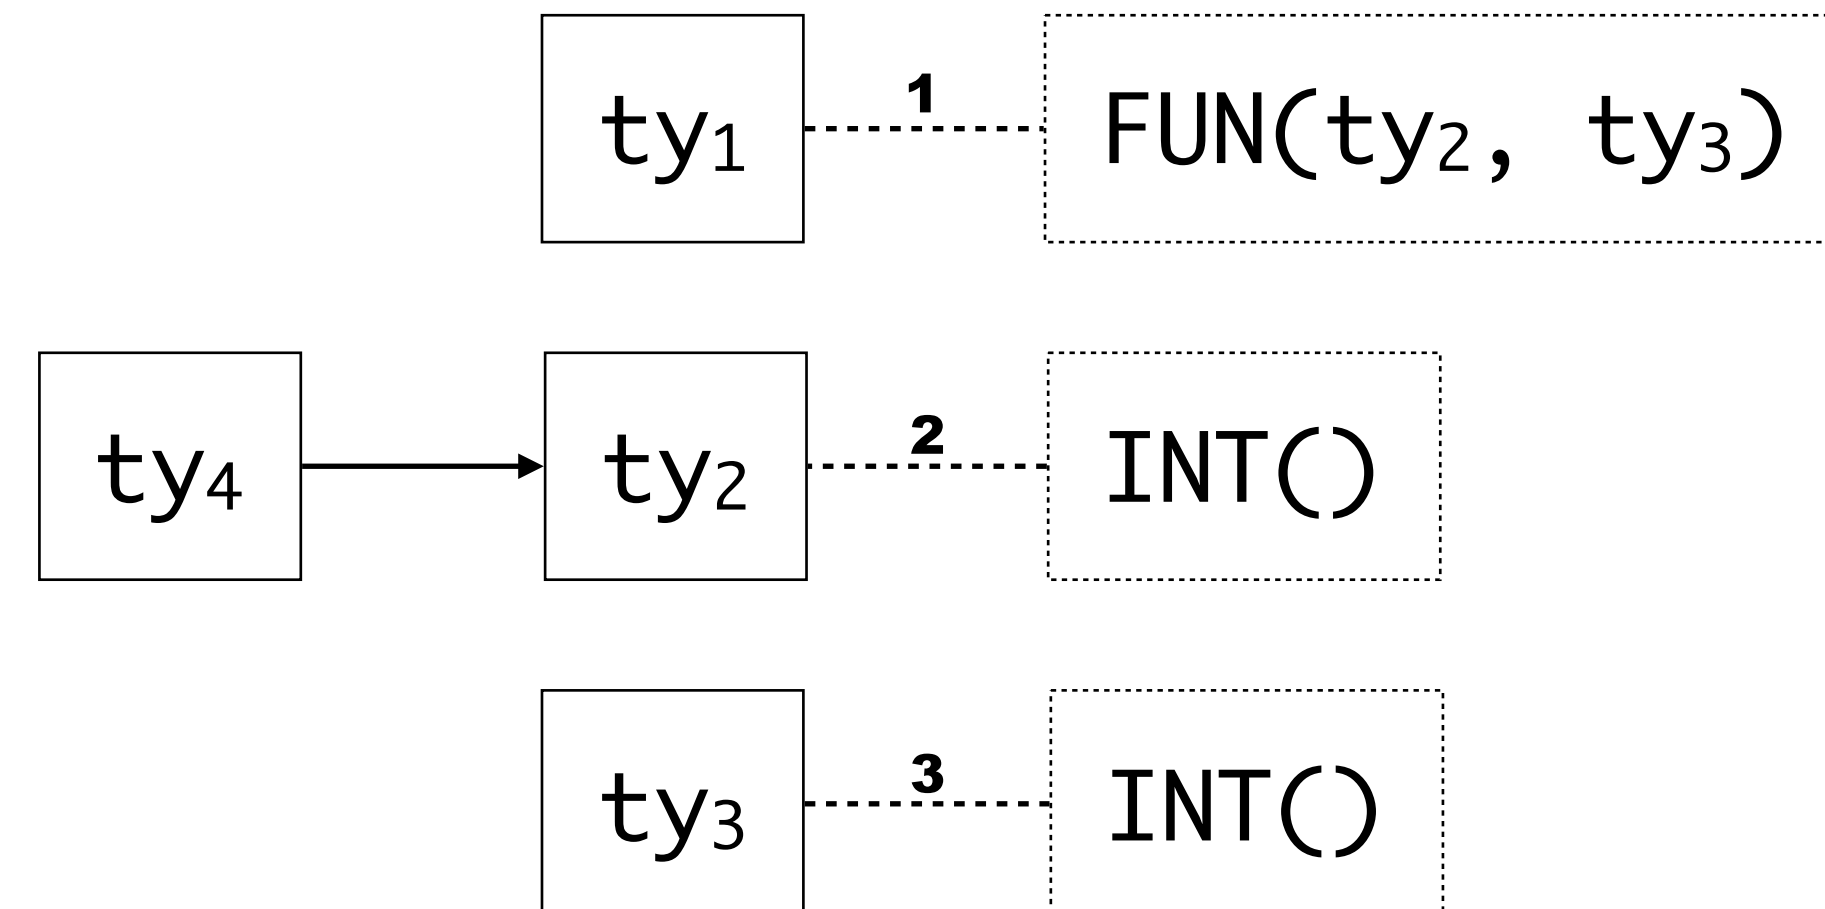 1
ty₁ FUN(ty₂, ty₃)
2
ty₄ ty₂ INT()
3
ty₃ INT()